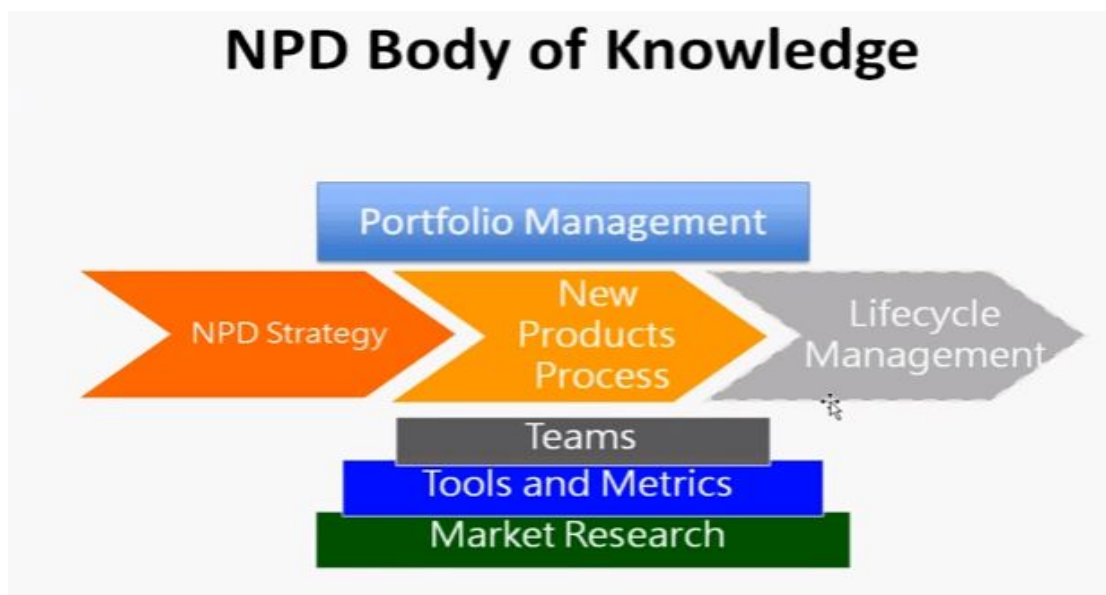 NPD Body of Knowledge
Portfolio Management
NPD Strategy
New
Products
Process
Lifecycle
Management
Teams
Tools and Metrics
Market Research